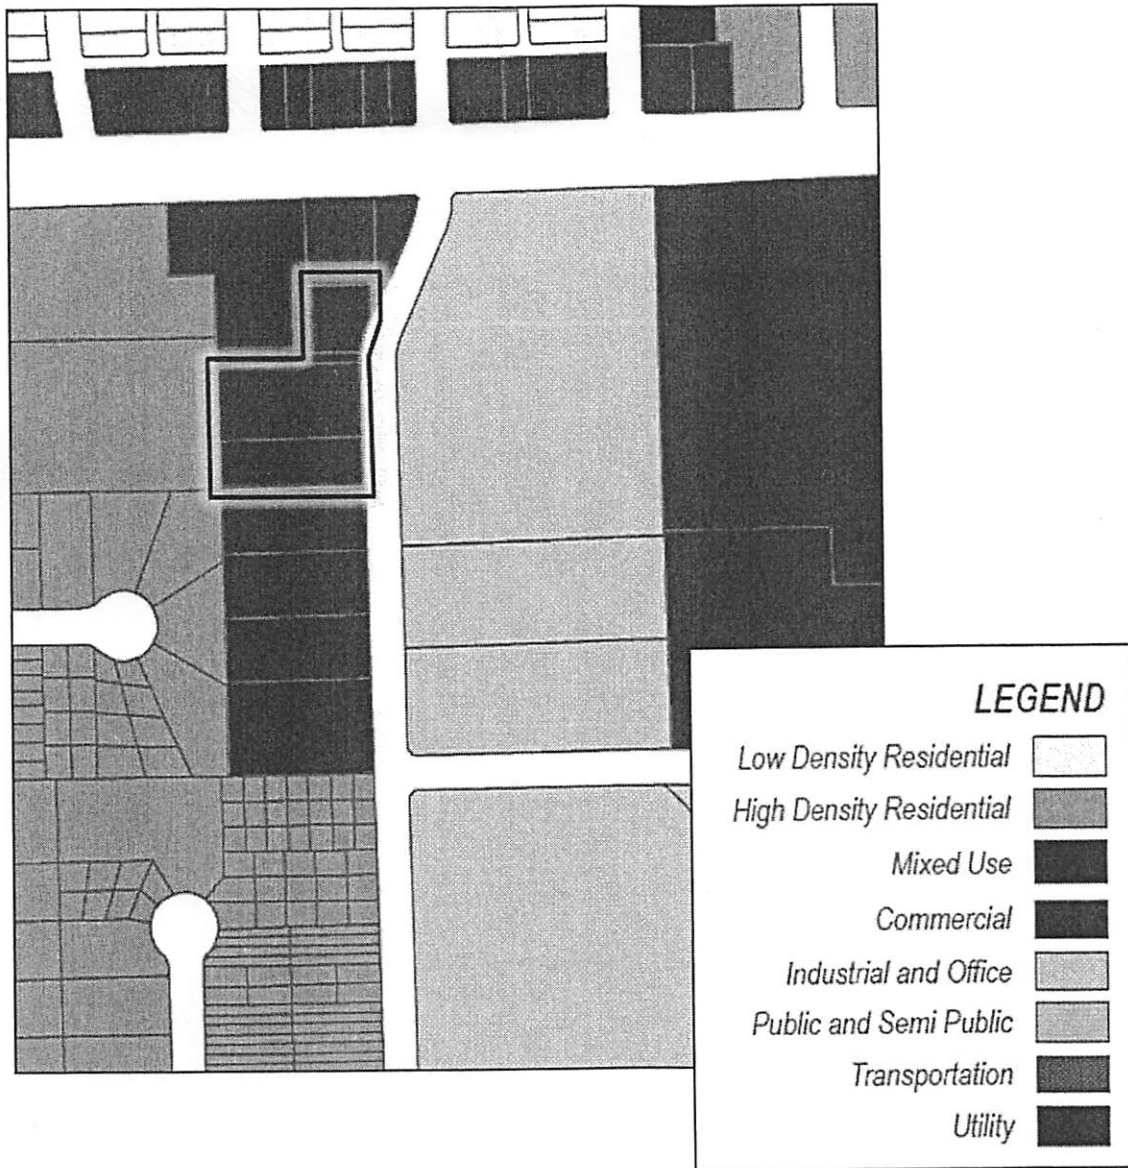 LEGEND
Low Density Residential
High Density Residential
Mixed Use
Commercial
Industrial and Office
Public and Semi Public
Transportation
Utility